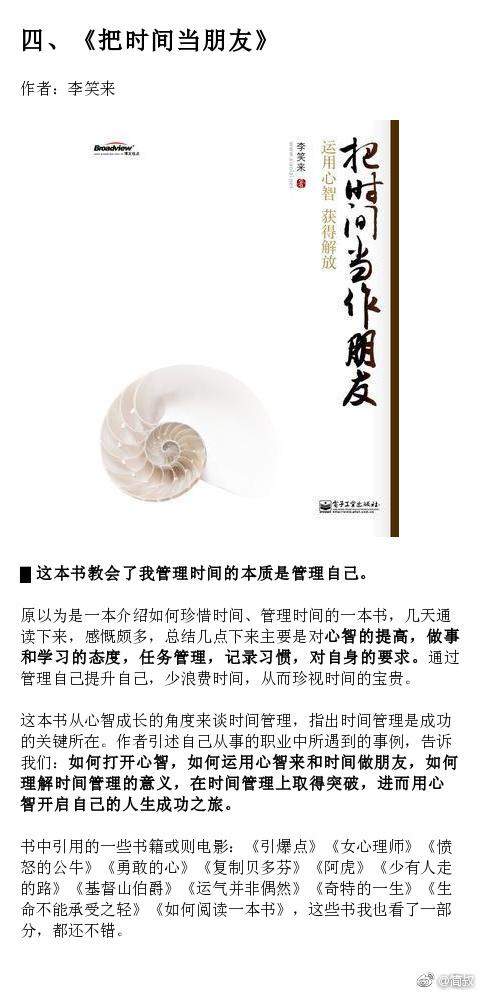 四、《把时间当朋友》
作者：李笑来
Broadview®
把时间当作朋友
运用心智 获得解放
李笑来 著
电子工业出版社
这本书教会了我管理时间的本质是管理自己。
原以为是一本介绍如何珍惜时间、管理时间的一本书，几天通
读下来，感慨颇多，总结几点下来主要是对心智的提高，做事
和学习的态度，任务管理，记录习惯，对自身的要求。通过
管理自己提升自己，少浪费时间，从而珍视时间的宝贵。
这本书从心智成长的角度来谈时间管理，指出时间管理是成功
的关键所在。作者引述自己从事的职业中所遇到的事例，告诉
我们：如何打开心智，如何运用心智来和时间做朋友，如何
理解时间管理的意义，在时间管理上取得突破，进而用心
智开启自己的人生成功之旅。
书中引用的一些书籍或则电影：《引爆点》《女心理师》《愤
怒的公牛》《勇敢的心》《复制贝多芬》《阿虎》《少有人走
的路》《基督山伯爵》《运气并非偶然》《奇特的一生》《生
命不能承受之轻》《如何阅读一本书》，这些书我也看了一部
分，都还不错。